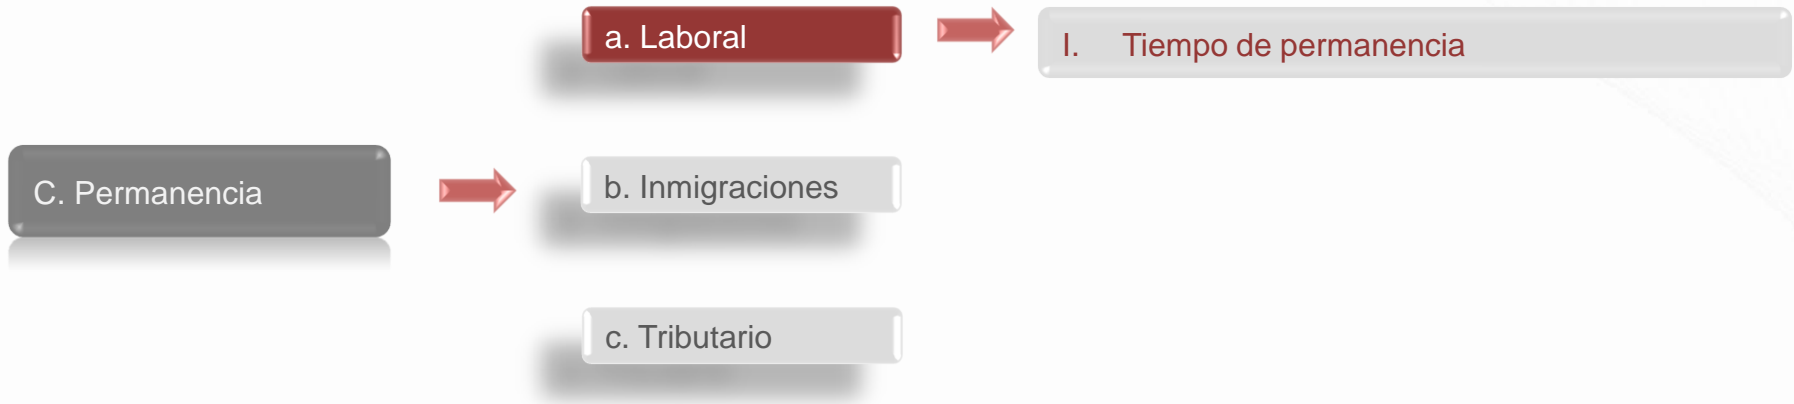 a. Laboral
I. Tiempo de permanencia
C. Permanencia
b. Inmigraciones
c. Tributario